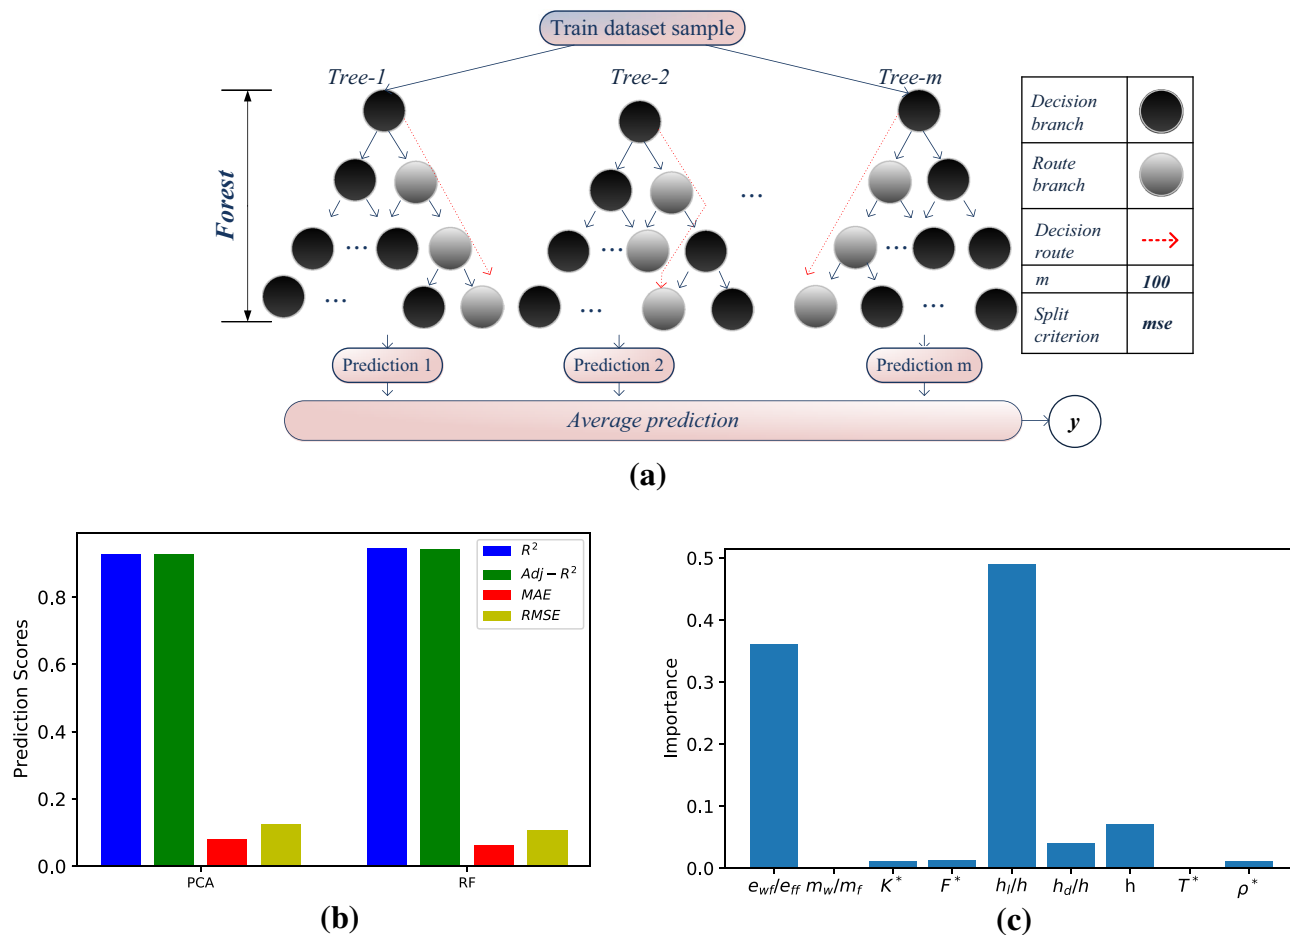 Train dataset sample
Tree-1
Tree-2
Tree-m
Forest
...
... ... ...
... ... ...
Decision branch
Route branch
Decision route
m 100
Split criterion mse
Prediction 1
Prediction 2
Prediction m
Average prediction
y
(a)
Prediction Scores
0.8
0.6
0.4
0.2
0.0
PCA
RF
R²
Adj − R²
MAE
RMSE
(b)
Importance
0.5
0.4
0.3
0.2
0.1
0.0
e_wf/e_ff m_w/m_f K* F* h_l/h h_d/h h T* ρ*
(c)